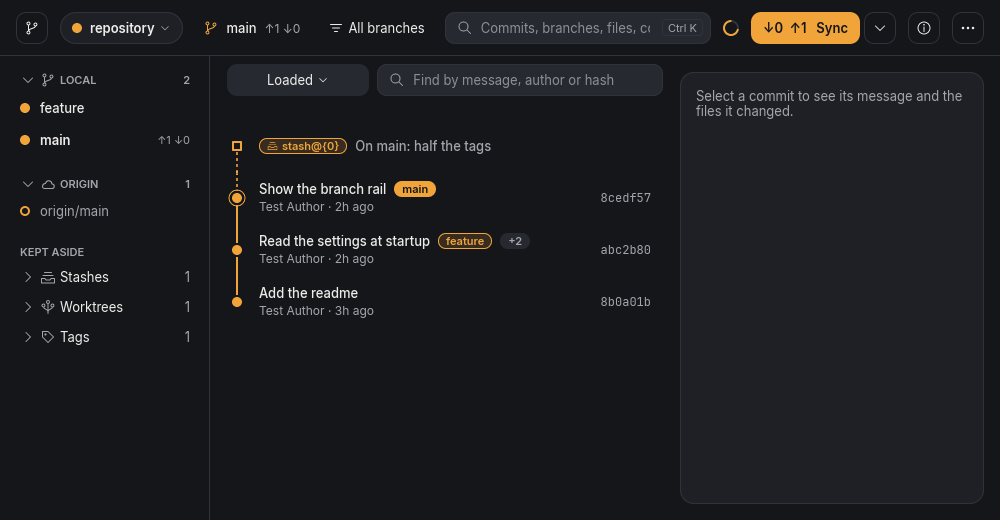 repository main ↑1 ↓0 All branches Commits, branches, files, cc Ctrl K ↓0 ↑1 Sync
LOCAL 2
feature
main ↑1 ↓0
ORIGIN 1
origin/main
KEPT ASIDE
Stashes 1
Worktrees 1
Tags 1
Loaded Find by message, author or hash
stash@{0} On main: half the tags
Show the branch rail main
Test Author · 2h ago 8cedf57
Read the settings at startup feature +2
Test Author · 2h ago abc2b80
Add the readme
Test Author · 3h ago 8b0a01b
Select a commit to see its message and the
files it changed.